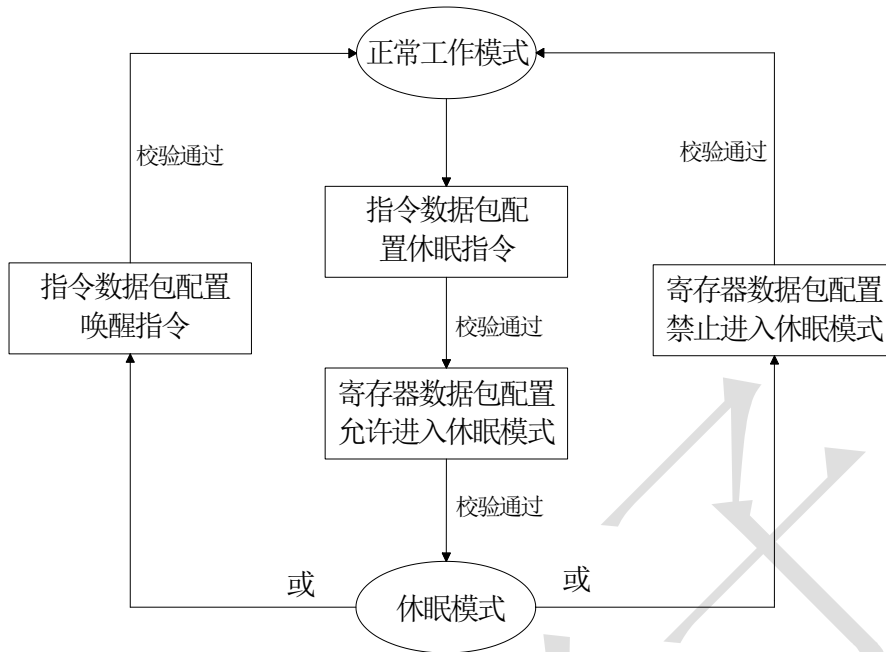 正常工作模式
校验通过
校验通过
指令数据包配
置休眠指令
指令数据包配置
唤醒指令
寄存器数据包配置
禁止进入休眠模式
校验通过
寄存器数据包配置
允许进入休眠模式
校验通过
或
或
休眠模式